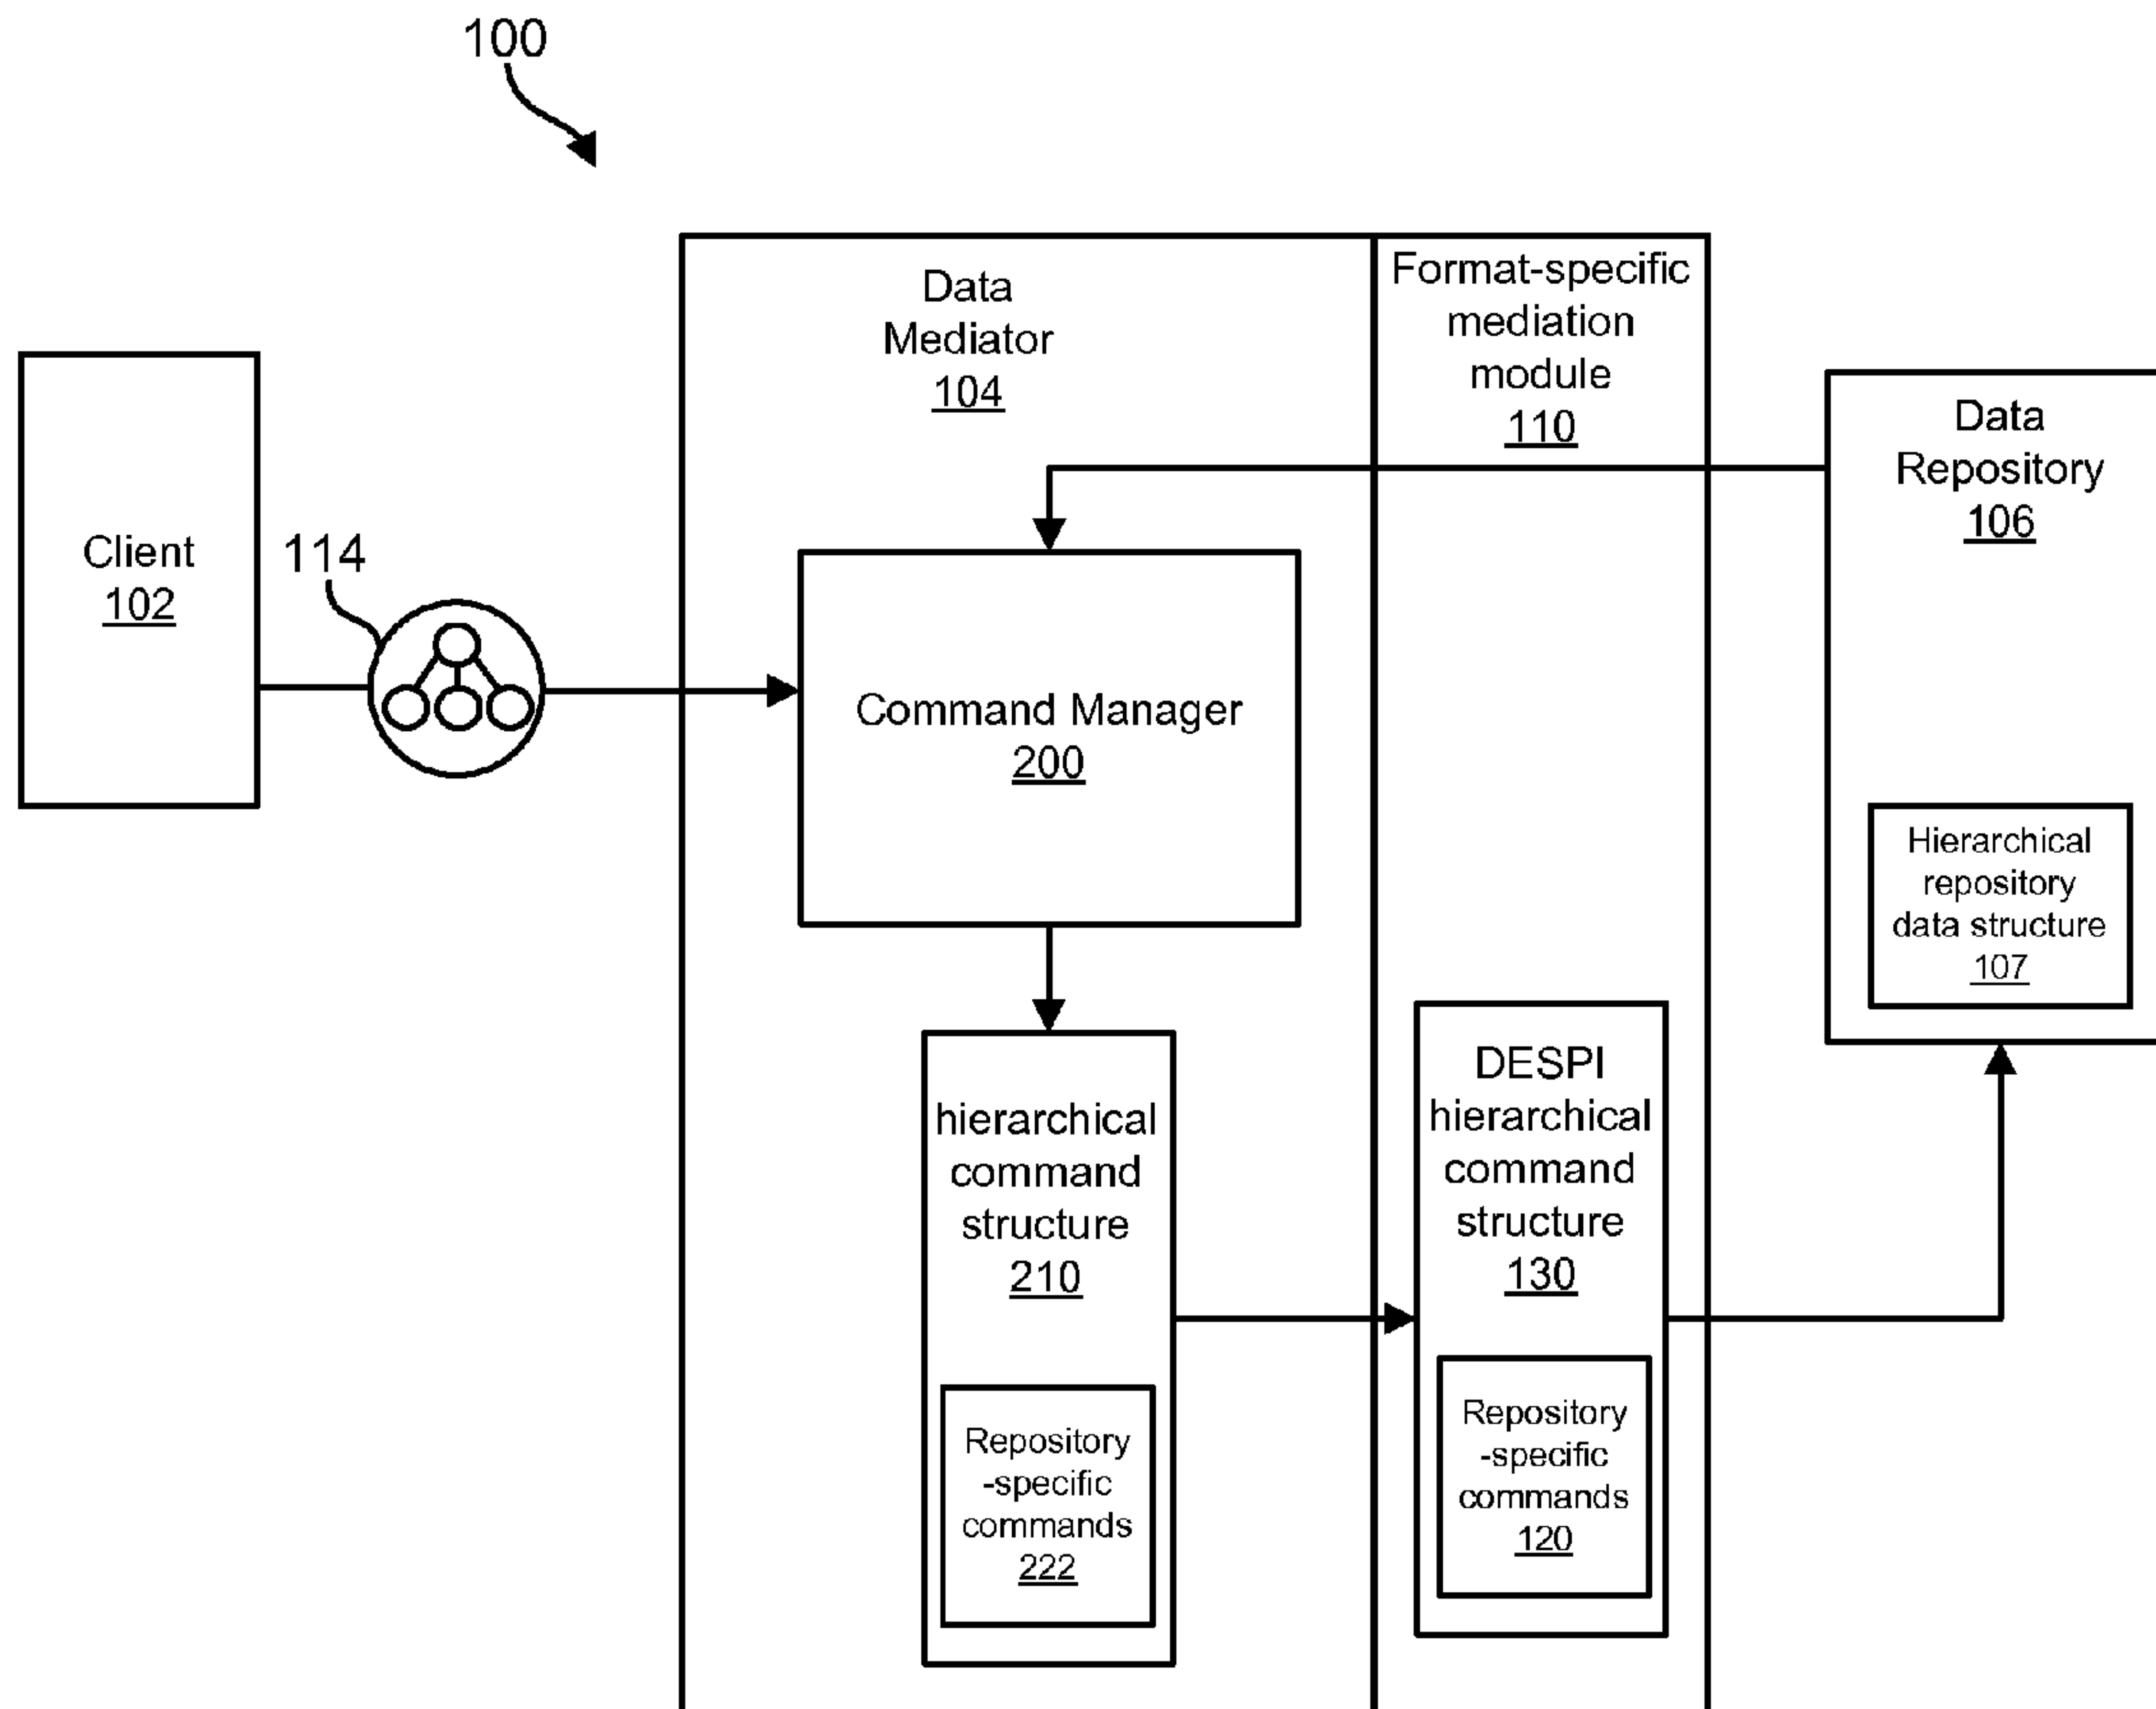 100
Data
Mediator
104
Format-specific
mediation
module
110
Data
Repository
106
Client
102
114
Command Manager
200
Hierarchical
repository
data structure
107
hierarchical
command
structure
210
DESPI
hierarchical
command
structure
130
Repository
-specific
commands
222
Repository
-specific
commands
120